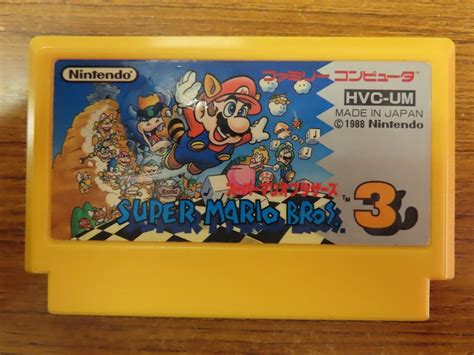 Nintendo
ファミリーコンピュータ
HVC-UM
MADE IN JAPAN
©1988 Nintendo
スーパーマリオブラザーズ
SUPER MARIO BROS. 3
TM